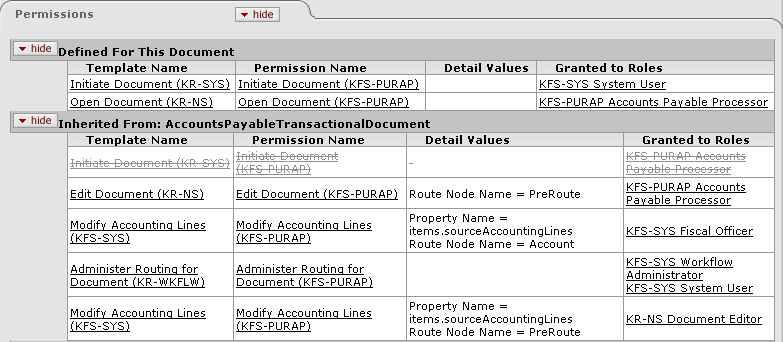 Permissions hide
hide Defined For This Document
Template Name Permission Name Detail Values Granted to Roles
Initiate Document (KR-SYS) Initiate Document (KFS-PURAP) KFS-SYS System User
Open Document (KR-NS) Open Document (KFS-PURAP) KFS-PURAP Accounts Payable Processor
hide Inherited From: AccountsPayableTransactionalDocument
Template Name Permission Name Detail Values Granted to Roles
Initiate Document (KR-SYS) Initiate Document - KFS-PURAP Accounts
(KFS-PURAP) Payable Processor
Edit Document (KR-NS) Edit Document (KFS-PURAP) Route Node Name = PreRoute KFS-PURAP Accounts
Payable Processor
Modify Accounting Lines Modify Accounting Lines Property Name =
(KFS-SYS) (KFS-PURAP) items.sourceAccountingLines KFS-SYS Fiscal Officer
Route Node Name = Account
Administer Routing for Administer Routing for KFS-SYS Workflow
Document (KR-WKFLW) Document (KFS-PURAP) Administrator
KFS-SYS System User
Modify Accounting Lines Modify Accounting Lines Property Name =
(KFS-SYS) (KFS-PURAP) items.sourceAccountingLines KR-NS Document Editor
Route Node Name = PreRoute